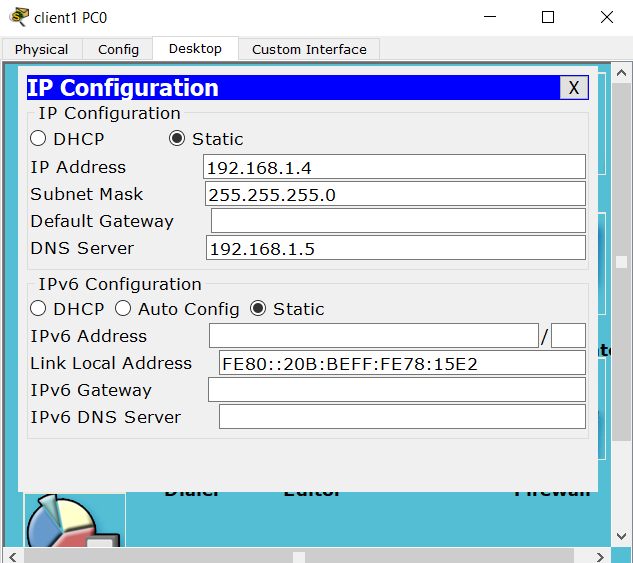 client1 PC0
Physical Config Desktop Custom Interface
IP Configuration X
IP Configuration
DHCP Static
IP Address 192.168.1.4
Subnet Mask 255.255.255.0
Default Gateway
DNS Server 192.168.1.5
IPv6 Configuration
DHCP Auto Config Static
IPv6 Address /
Link Local Address FE80::20B:BEFF:FE78:15E2
IPv6 Gateway
IPv6 DNS Server
Dialer Editor Firewall